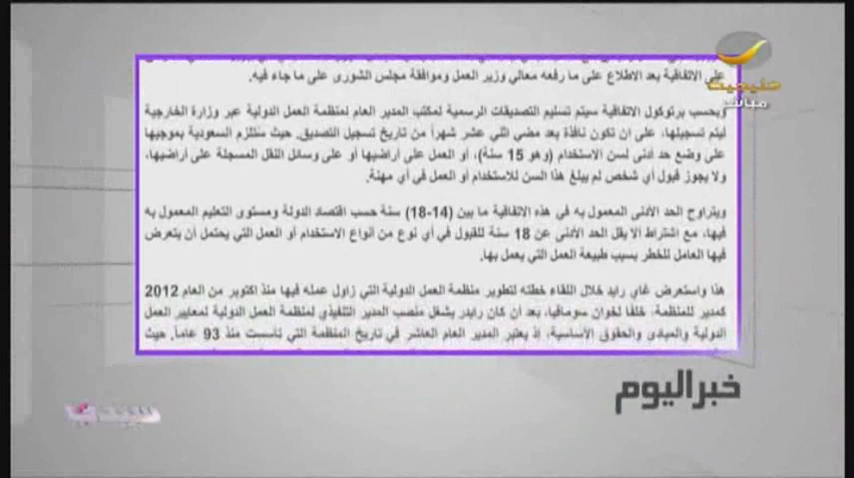 خليجية
مباشر
على الاتفاقية بعد الاطلاع على ما رفعه معالي وزير العمل وموافقة مجلس الشورى على ما جاء فيه.
وبحسب برتوكول الاتفاقية سيتم تسليم التصديقات الرسمية لمكتب المدير العام لمنظمة العمل الدولية عبر وزارة الخارجية
ليتم تسجيلها، على ان تكون نافذة بعد مضي اثني عشر شهراً من تاريخ تسجيل التصديق. حيث ستلتزم السعودية بموجبها
على وضع حد أدنى لسن الاستخدام (وهو 15 سنة)، أو العمل على أراضيها أو على وسائل النقل المسجلة على أراضيها،
ولا يجوز قبول أي شخص لم يبلغ هذا السن للاستخدام أو العمل في أي مهنة.
ويتراوح الحد الأدنى المعمول به في هذه الاتفاقية ما بين (14-18) سنة حسب اقتصاد الدولة ومستوى التعليم المعمول به
فيها، مع اشتراط ألا يقل الحد الأدنى عن 18 سنة للقبول في أي نوع من أنواع الاستخدام أو العمل التي يحتمل أن يتعرض
فيها العامل للخطر بسبب طبيعة العمل التي يعمل بها.
هذا واستعرض غاي رايدر خلال اللقاء خطته لتطوير منظمة العمل الدولية التي زاول عمله فيها منذ اكتوبر من العام 2012
كمدير للمنظمة، خلفاً لخوان سومافيا، بعد أن كان رايدر يشغل منصب المدير التنفيذي لمنظمة العمل الدولية لمعايير العمل
الدولية والمبادئ والحقوق الأساسية، اذ يعتبر المدير العام العاشر في تاريخ المنظمة التي تأسست منذ 93 عاماً. حيث
خبر اليوم
سيدتي